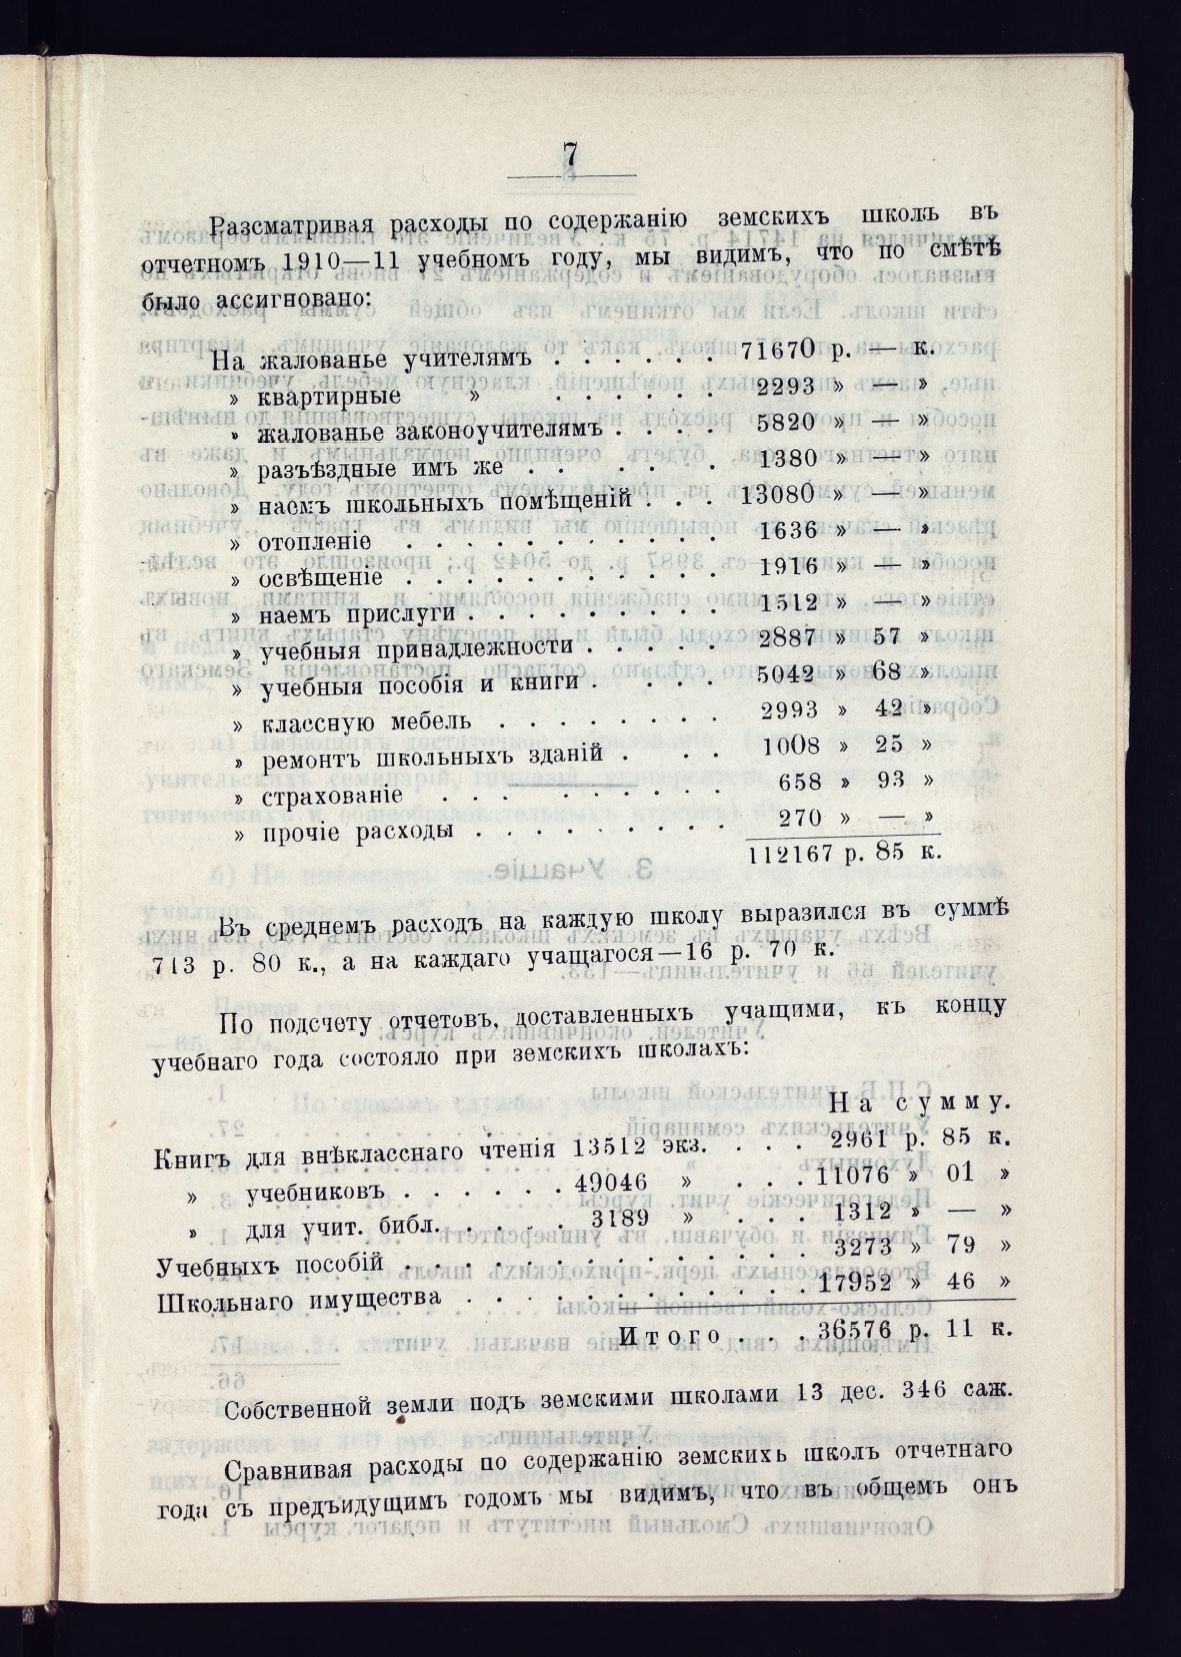 7
Разсматривая расходы по содержанію земскихъ школъ въ
отчетномъ 1910—11 учебномъ году, мы видимъ, что по смѣтѣ
было ассигновано:
На жалованье учителямъ . . . . . . . 71670 р. — к.
» квартирные » . . . . . . 2293 » — »
» жалованье законоучителямъ . . . . 5820 » — »
» разъѣздные имъ же . . . . . 1380 » — »
» наемъ школьныхъ помѣщеній . . . 13080 » — »
» отопленіе . . . . . . . . . . 1636 » — »
» освѣщеніе . . . . . . . . . . . 1916 » — »
» наемъ прислуги . . . . . . . . . 1512 » — »
» учебныя принадлежности . . . . . 2887 » 57 »
» учебныя пособія и книги . . . . 5042 » 68 »
» классную мебель . . . . . . . . 2993 » 42 »
» ремонтъ школьныхъ зданій . . . 1008 » 25 »
» страхованіе . . . . . . . . . 658 » 93 »
» прочіе расходы . . . . . . . . . 270 » — »
112167 р. 85 к.
Въ среднемъ расходъ на каждую школу выразился въ суммѣ
713 р. 80 к., а на каждаго учащагося—16 р. 70 к.
По подсчету отчетовъ, доставленныхъ учащими, къ концу
учебнаго года состояло при земскихъ школахъ:
На сумму.
Книгъ для внѣкласснаго чтенія 13512 экз. . . . . 2961 р. 85 к.
» учебниковъ . . . . . . 49046 » . . . 11076 » 01 »
» для учит. библ. . . . . 3189 » . . . 1312 » — »
Учебныхъ пособій . . . . . . . . . . . . . . 3273 » 79 »
Школьнаго имущества . . . . . . . . . . . . 17952 » 46 »
Итого . . . 36576 р. 11 к.
Собственной земли подъ земскими школами 13 дес. 346 саж.
Сравнивая расходы по содержанію земскихъ школъ отчетнаго
года съ предъидущимъ годомъ мы видимъ, что въ общемъ онъ